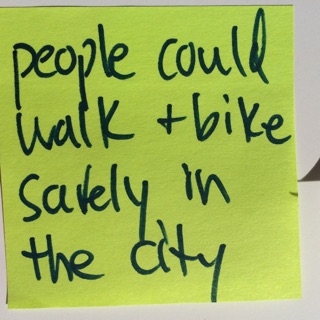 people could
walk + bike
safely in
the city